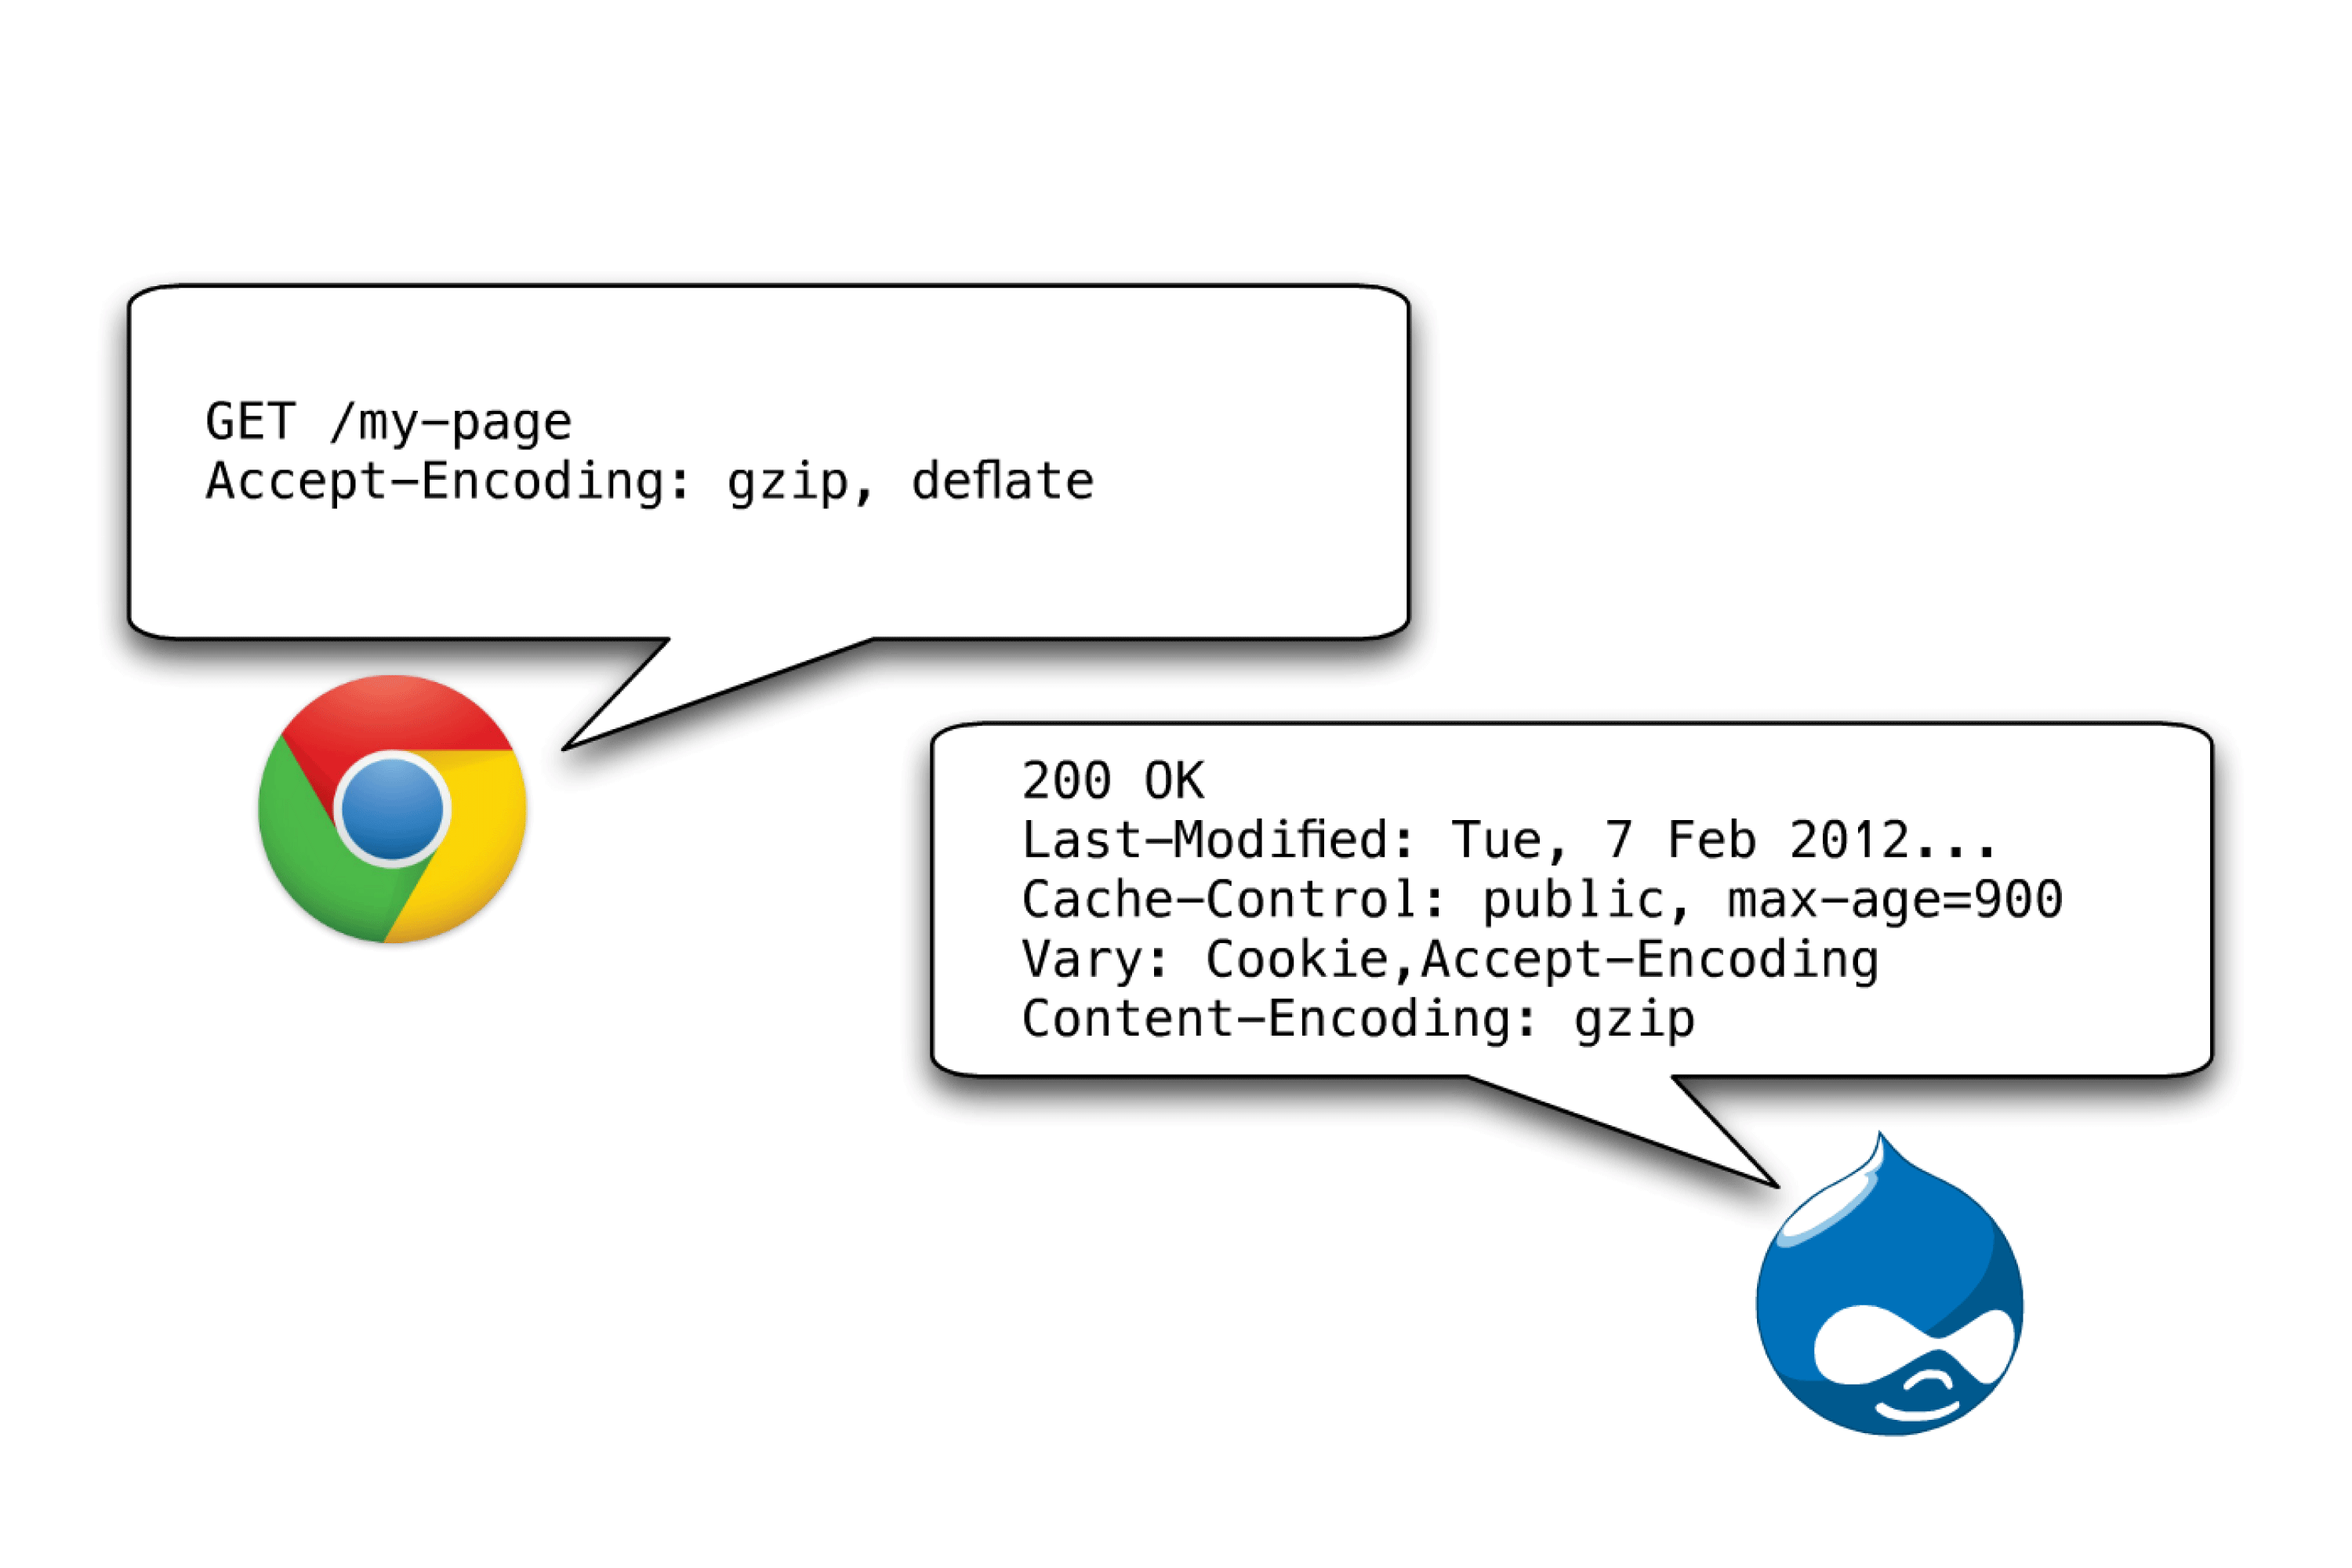 GET /my-page
Accept-Encoding: gzip, deflate
200 OK
Last-Modified: Tue, 7 Feb 2012...
Cache-Control: public, max-age=900
Vary: Cookie,Accept-Encoding
Content-Encoding: gzip